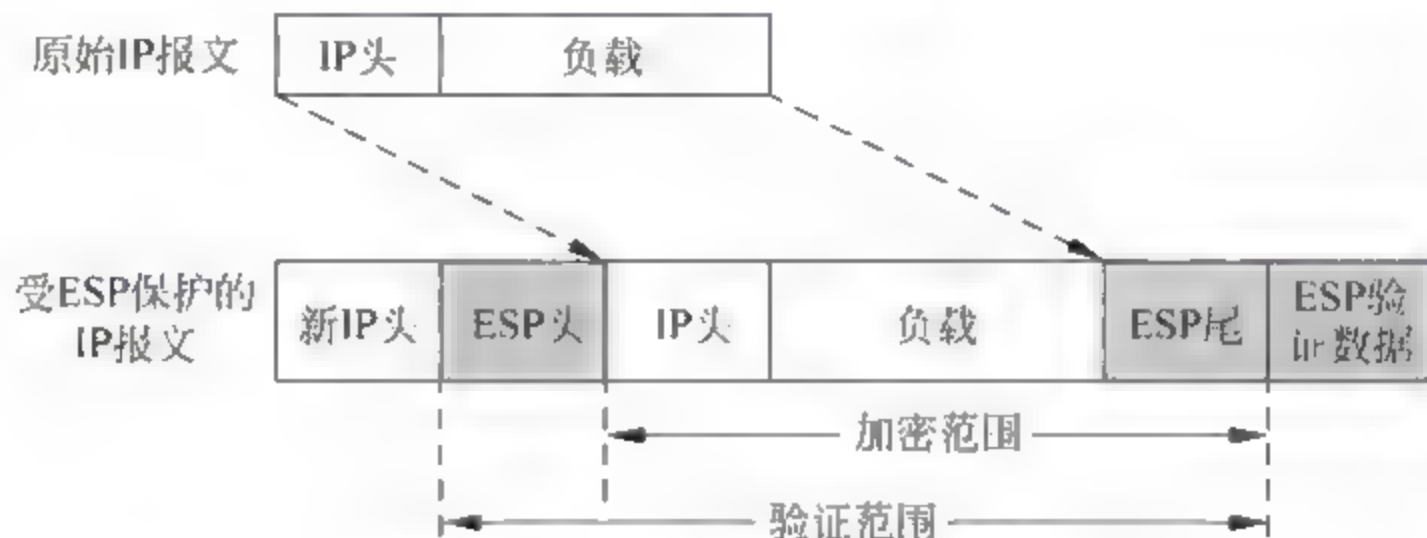 原始IP报文
IP头
负载
受ESP保护的
IP报文
新IP头
ESP头
IP头
负载
ESP尾
ESP验
证数据
加密范围
验证范围